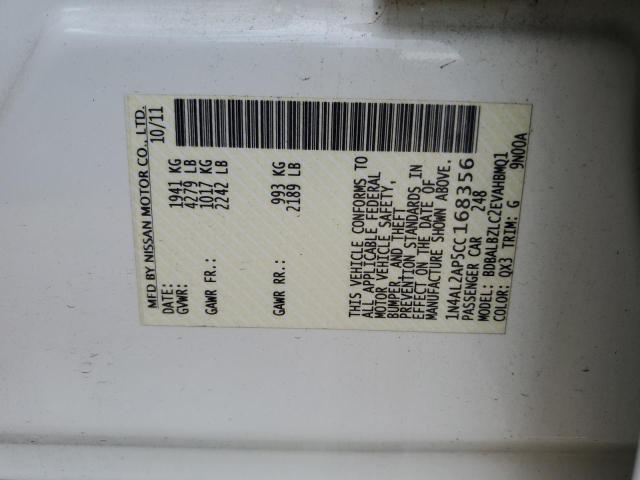 MFD BY NISSAN MOTOR CO., LTD.
DATE: 10/11
GVWR: 1941 KG
4279 LB
GAWR FR.: 1017 KG
2242 LB
GAWR RR.: 993 KG
2189 LB
THIS VEHICLE CONFORMS TO
ALL APPLICABLE FEDERAL
MOTOR VEHICLE SAFETY,
BUMPER, AND THEFT
PREVENTION STANDARDS IN
EFFECT ON THE DATE OF
MANUFACTURE SHOWN ABOVE.
1N4AL2AP5CC168356
PASSENGER CAR 248
MODEL: BDBALBZLC2EVAHBMQ1
COLOR: QX3 TRIM: G 9N00A